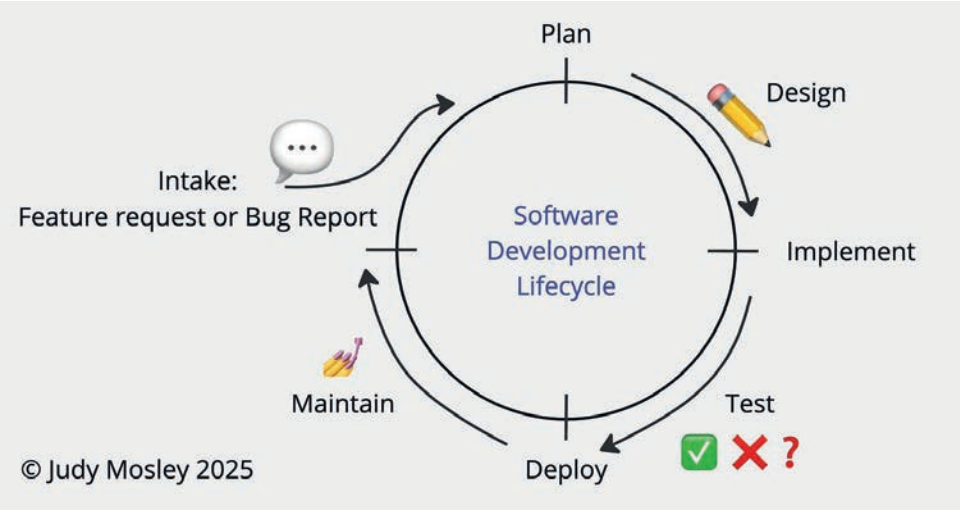 Plan
Design
Intake:
Feature request or Bug Report
Software
Development
Lifecycle
Implement
Maintain
Test
?
Deploy
© Judy Mosley 2025